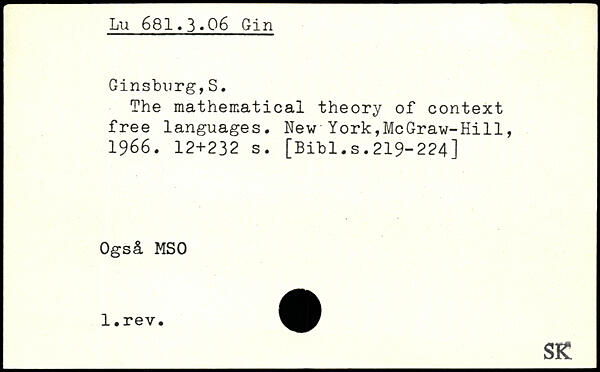 Lu 681.3.06 Gin
Ginsburg,S.
The mathematical theory of context
free languages. New York,McGraw-Hill,
1966. 12+232 s. [Bibl.s.219-224]
Også MSO
1.rev.
SK